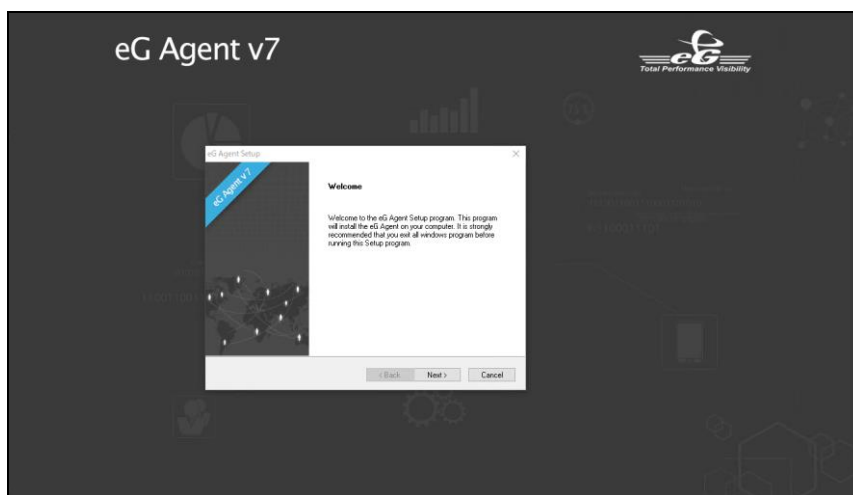 eG Agent v7
eG
Total Performance Visibility
eG Agent Setup
eG Agent v 7
Welcome
Welcome to the eG Agent Setup program. This program
will install the eG Agent on your computer. It is strongly
recommended that you exit all windows program before
running this Setup program.
< Back
Next >
Cancel